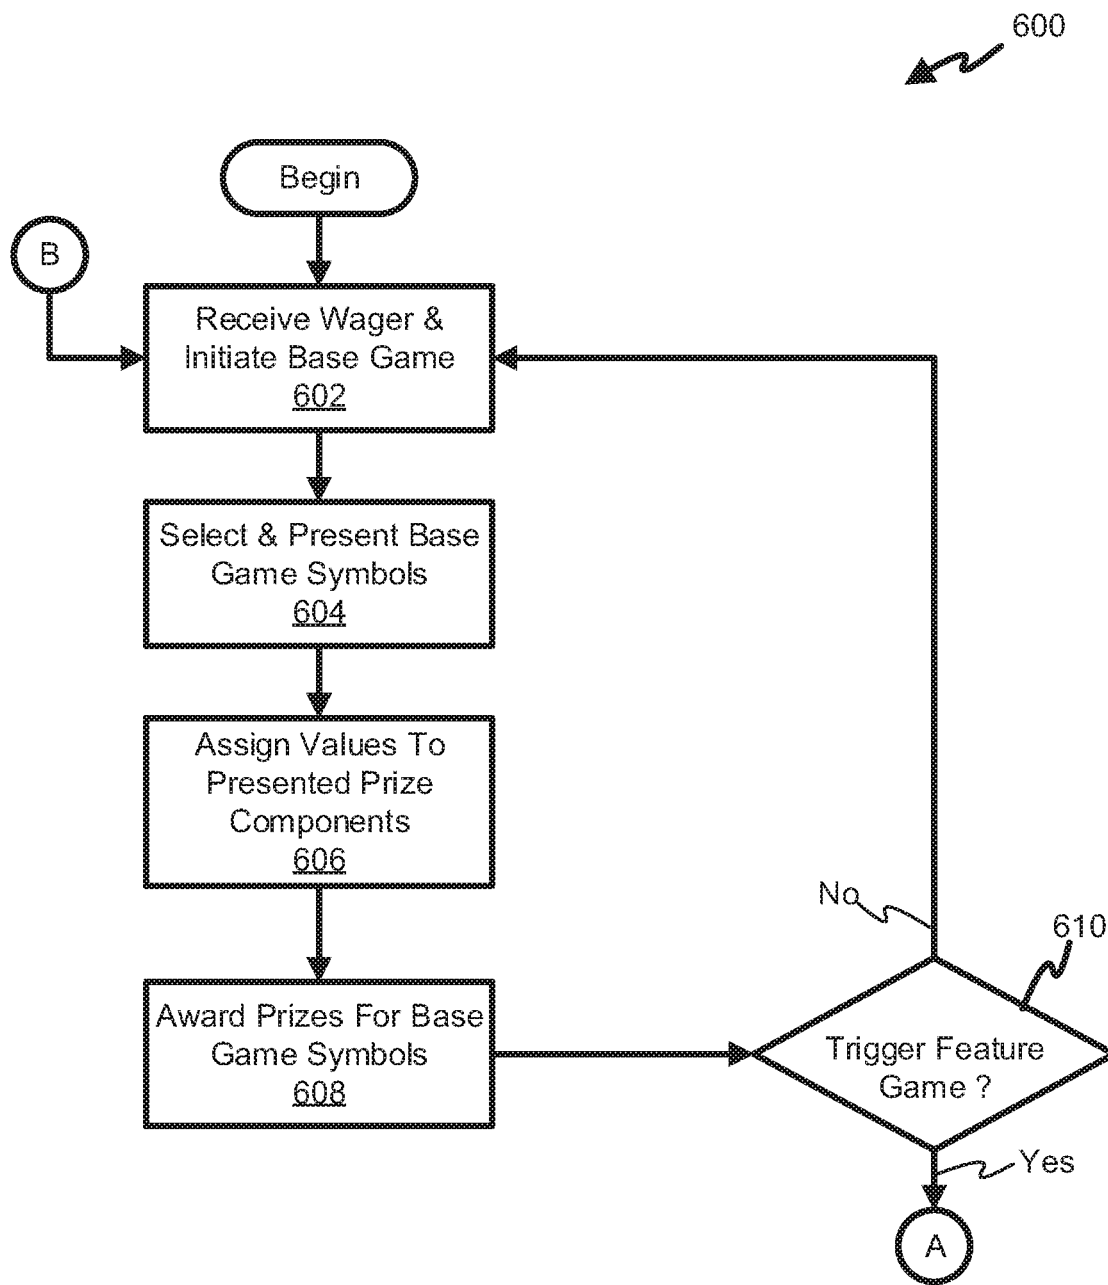 600
Begin
B
Receive Wager &
Initiate Base Game
602
Select & Present Base
Game Symbols
604
Assign Values To
Presented Prize
Components
606
No
610
Award Prizes For Base
Game Symbols
608
Trigger Feature
Game ?
Yes
A